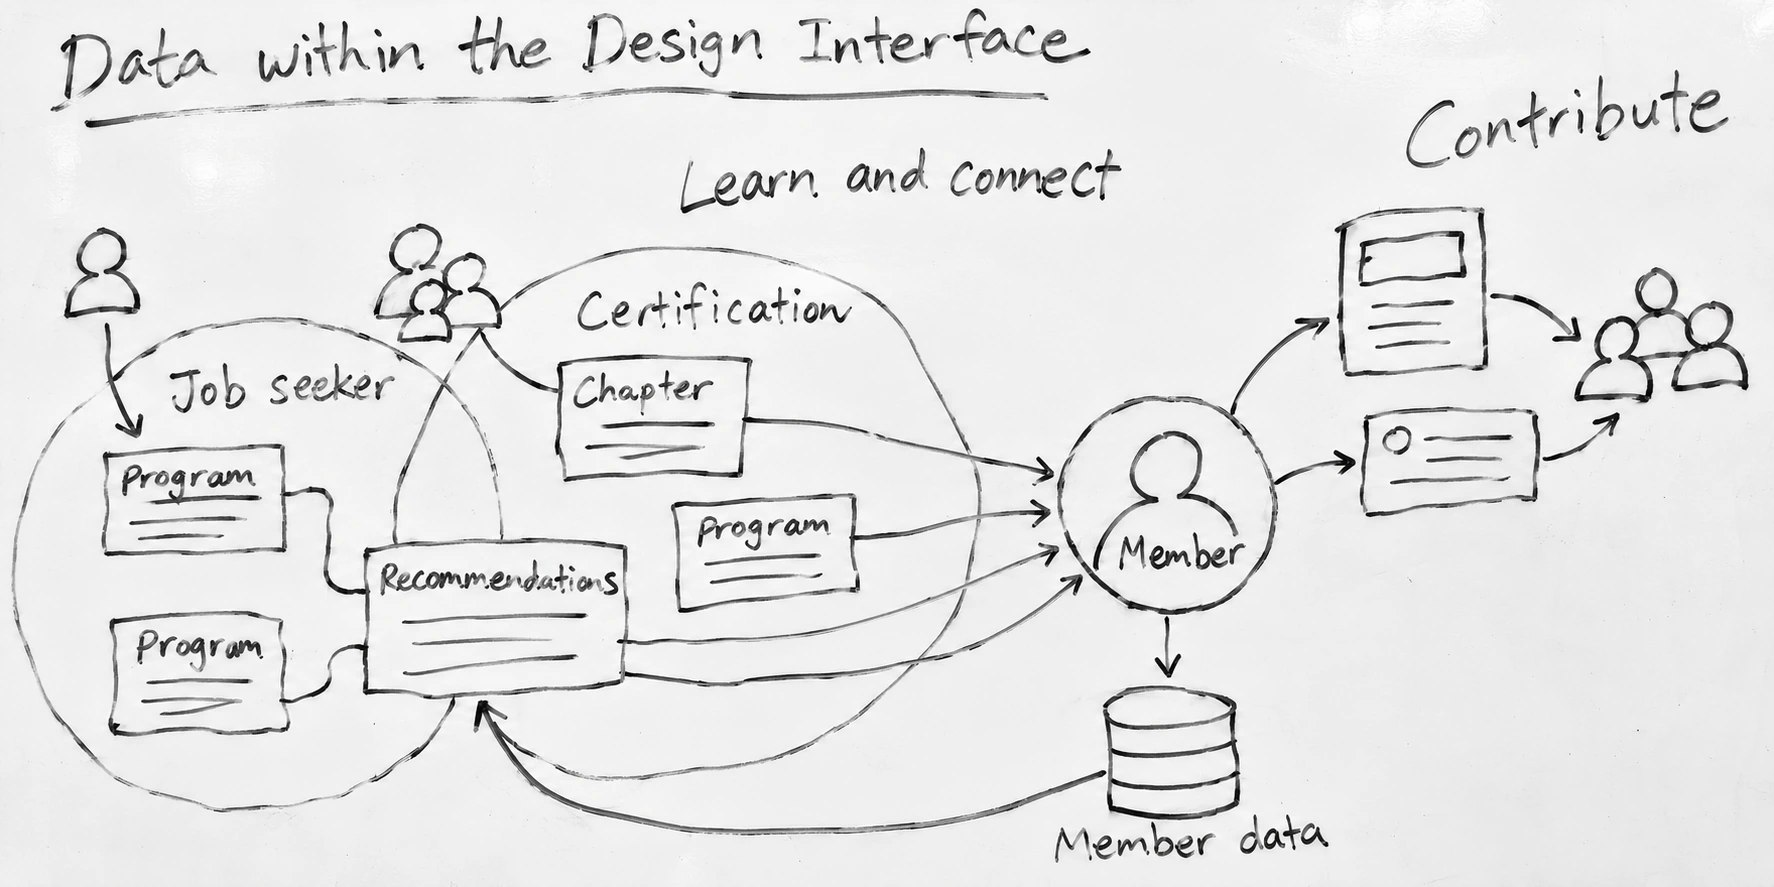 Data within the Design Interface
Contribute
Learn and connect
Certification
Job seeker
Chapter
Program
Program
Recommendations
Member
Program
Member data